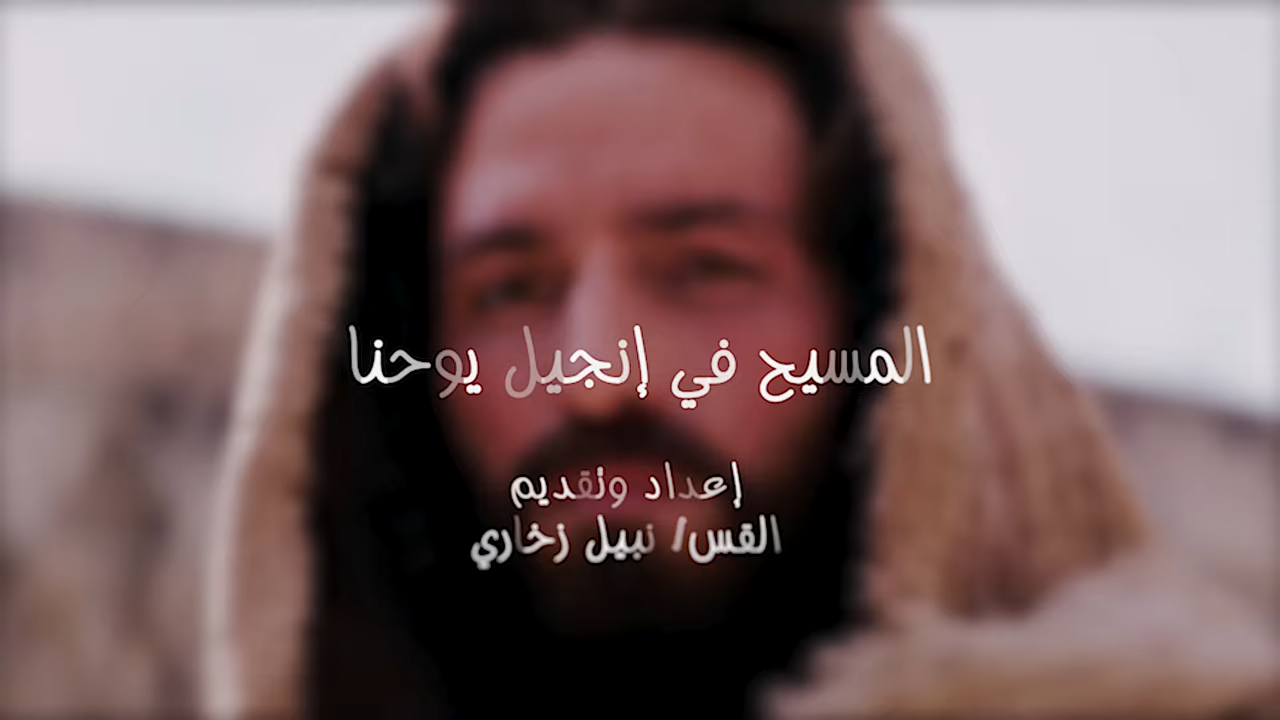 المسيح في إنجيل يوحنا
إعداد وتقديم
القس/ نبيل زخاري